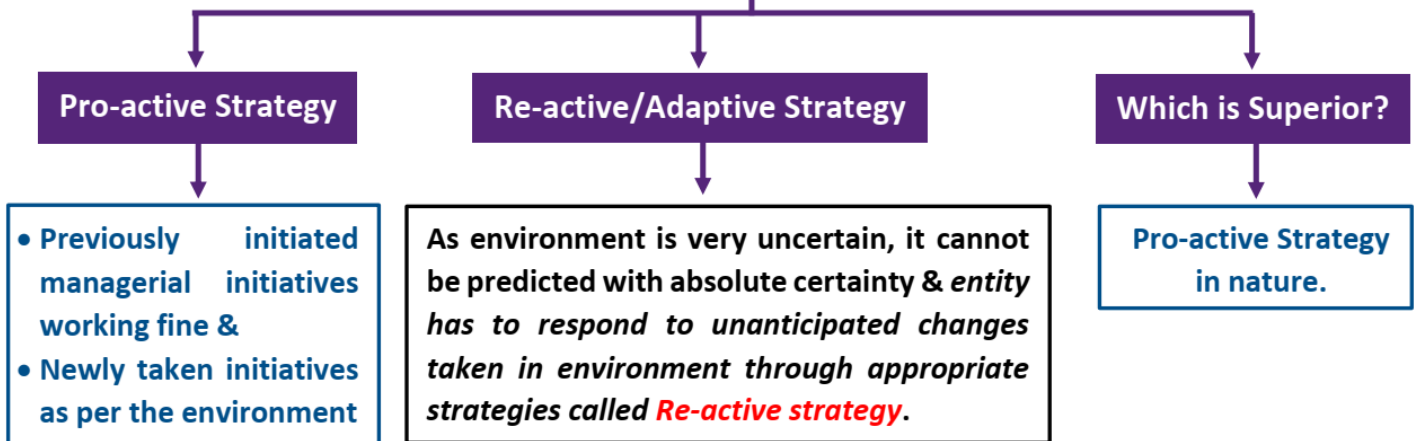 Pro-active Strategy
Re-active/Adaptive Strategy
Which is Superior?
• Previously initiated
managerial initiatives
working fine &
• Newly taken initiatives
as per the environment
As environment is very uncertain, it cannot
be predicted with absolute certainty & entity
has to respond to unanticipated changes
taken in environment through appropriate
strategies called Re-active strategy.
Pro-active Strategy
in nature.